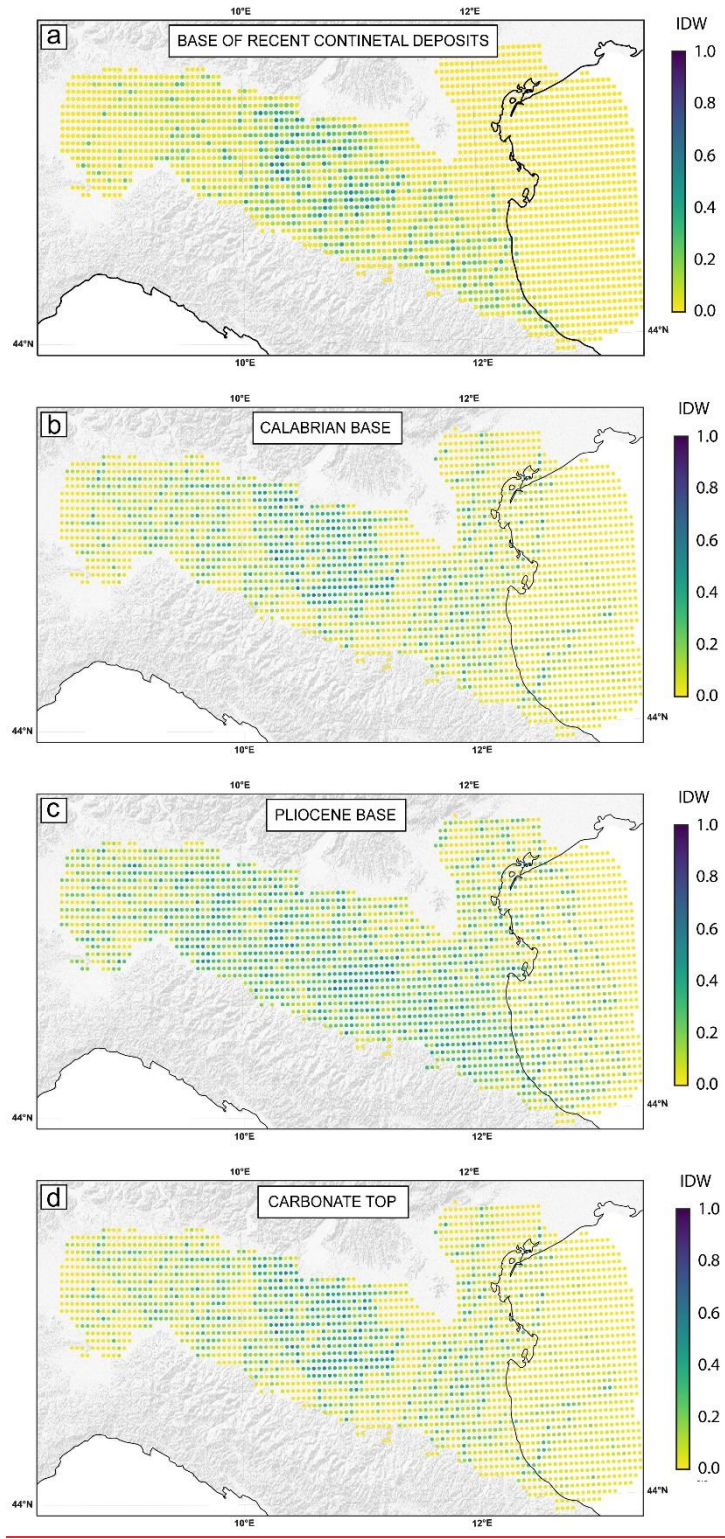 a
BASE OF RECENT CONTINETAL DEPOSITS
IDW
1.0
0.8
0.6
0.4
0.2
0.0
44°N
44°N
10°E
12°E
10°E
12°E
b
CALABRIAN BASE
IDW
1.0
0.8
0.6
0.4
0.2
0.0
44°N
44°N
10°E
12°E
10°E
12°E
c
PLIOCENE BASE
IDW
1.0
0.8
0.6
0.4
0.2
0.0
44°N
44°N
10°E
12°E
10°E
12°E
d
CARBONATE TOP
IDW
1.0
0.8
0.6
0.4
0.2
0.0
44°N
44°N
10°E
12°E
10°E
12°E